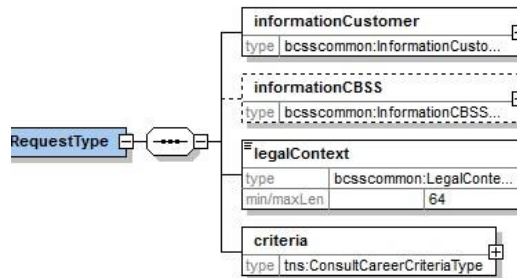 informationCustomer
type bcsscommon:InformationCusto...
informationCBSS
type bcsscommon:InformationCBSS...
RequestType
legalContext
type bcsscommon:LegalConte...
min/maxLen 64
criteria
type tns:ConsultCareerCriteriaType